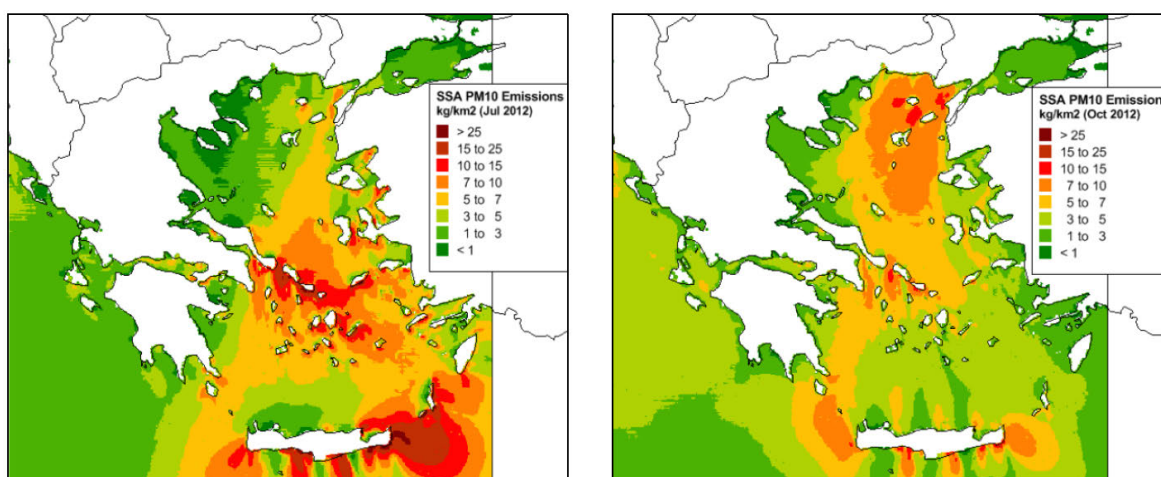 SSA PM10 Emissions
kg/km2 (Jul 2012)
> 25
15 to 25
10 to 15
7 to 10
5 to 7
3 to 5
1 to 3
< 1
SSA PM10 Emission
kg/km2 (Oct 2012)
> 25
15 to 25
10 to 15
7 to 10
5 to 7
3 to 5
1 to 3
< 1